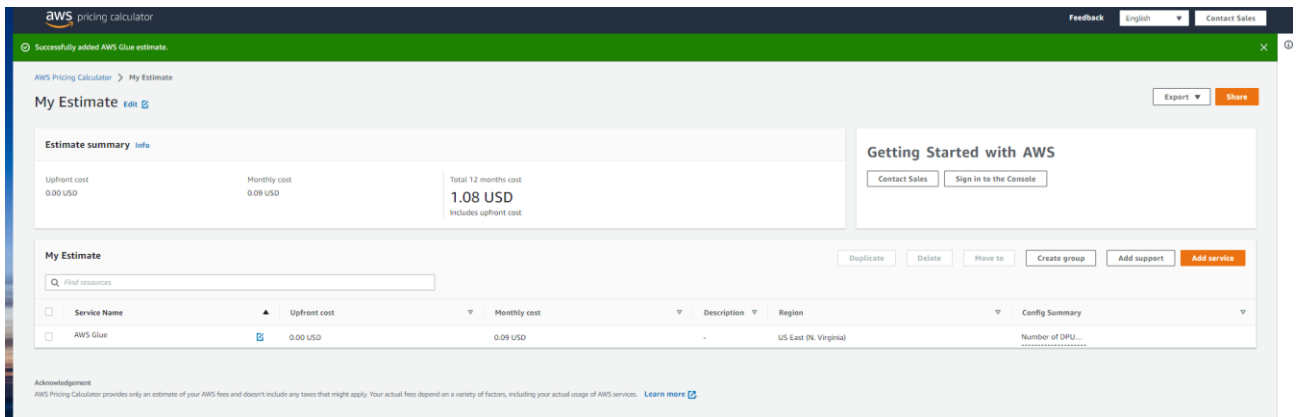 aws pricing calculator
Feedback English Contact Sales
Successfully added AWS Glue estimate.
AWS Pricing Calculator My Estimate
My Estimate Edit
Export Share
Estimate summary Info
Getting Started with AWS
Upfront cost Monthly cost Total 12 months cost
0.00 USD 0.09 USD 1.08 USD
Includes upfront cost
Contact Sales Sign in to the Console
My Estimate Duplicate Delete Move to Create group Add support Add service
Find resources
Service Name Upfront cost Monthly cost Description Region Config Summary
AWS Glue 0.00 USD 0.09 USD - US East (N. Virginia) Number of DPU...
Acknowledgement
AWS Pricing Calculator provides only an estimate of your AWS fees and doesn't include any taxes that might apply. Your actual fees depend on a variety of factors, including your actual usage of AWS services. Learn more